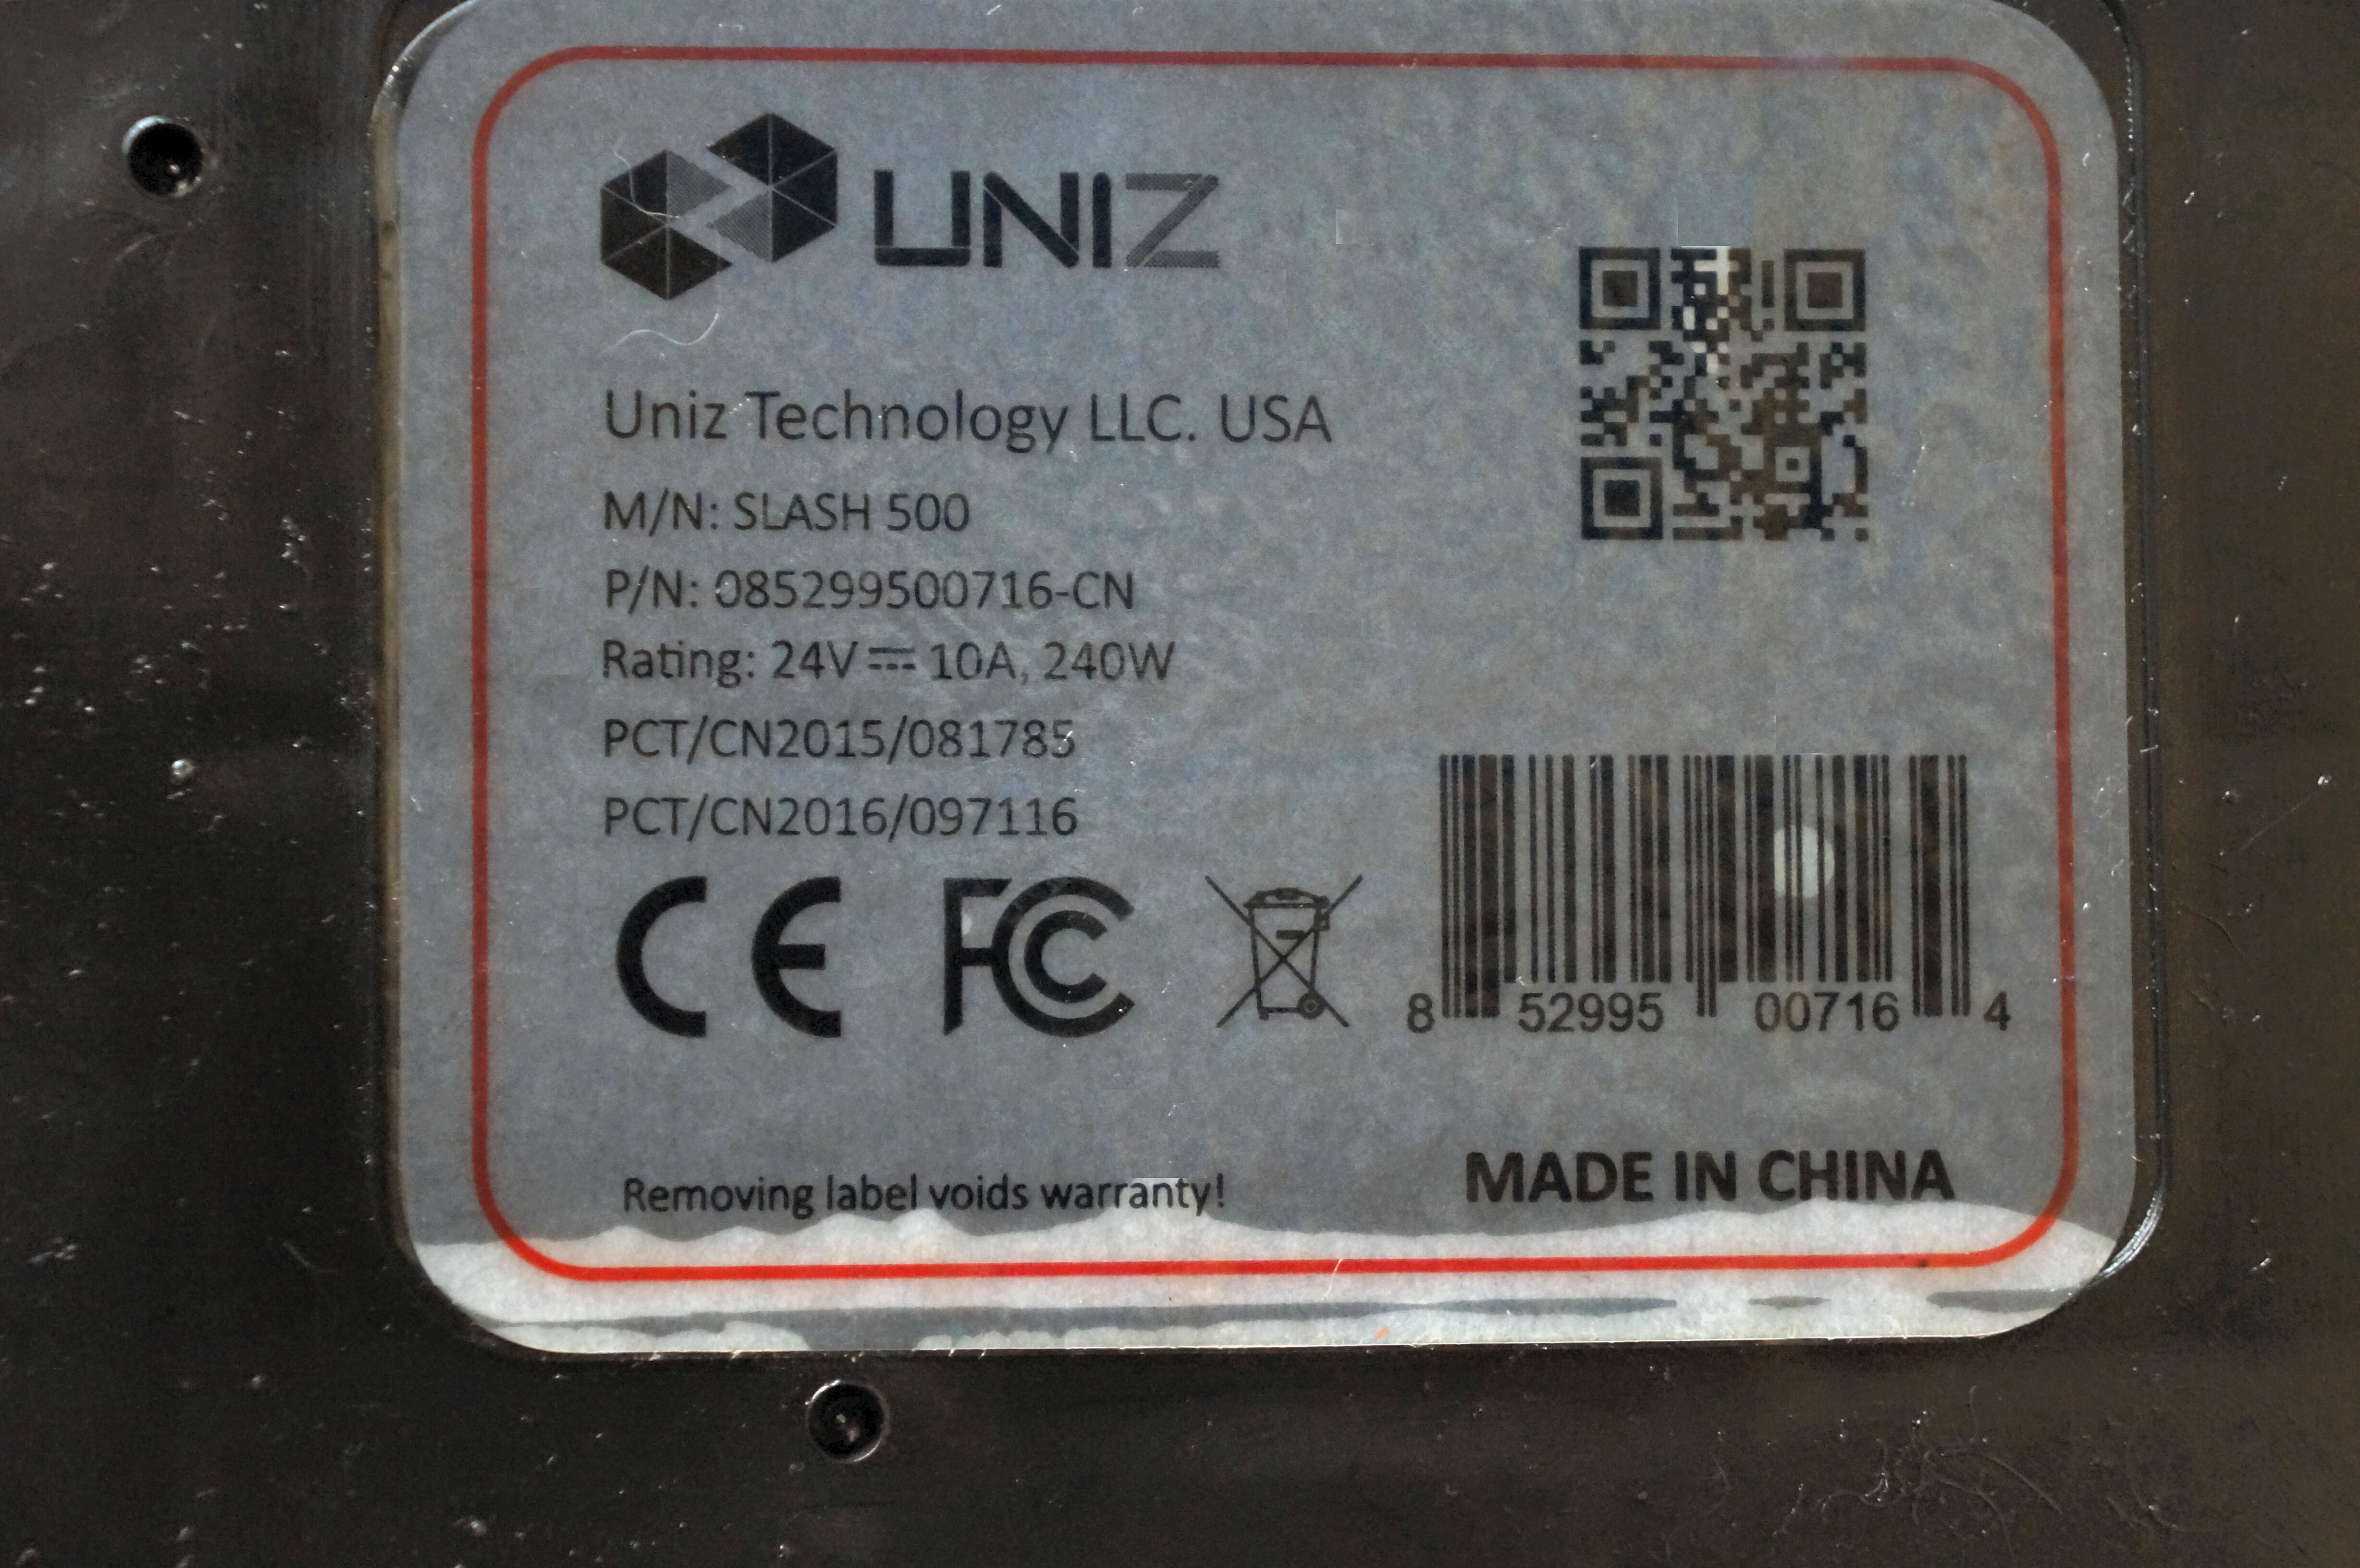 UNIZ
Uniz Technology LLC. USA
M/N: SLASH 500
P/N: 085299500716-CN
Rating: 24V⎓10A, 240W
PCT/CN2015/081785
PCT/CN2016/097116
CE FC
8 52995 00716 4
Removing label voids warranty!
MADE IN CHINA